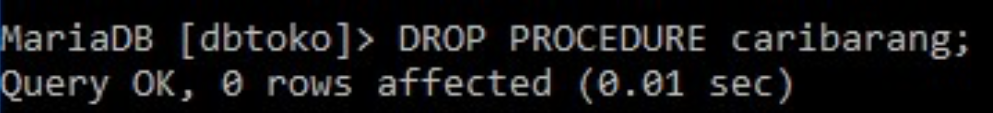 MariaDB [dbtoko]> DROP PROCEDURE caribarang;
Query OK, 0 rows affected (0.01 sec)